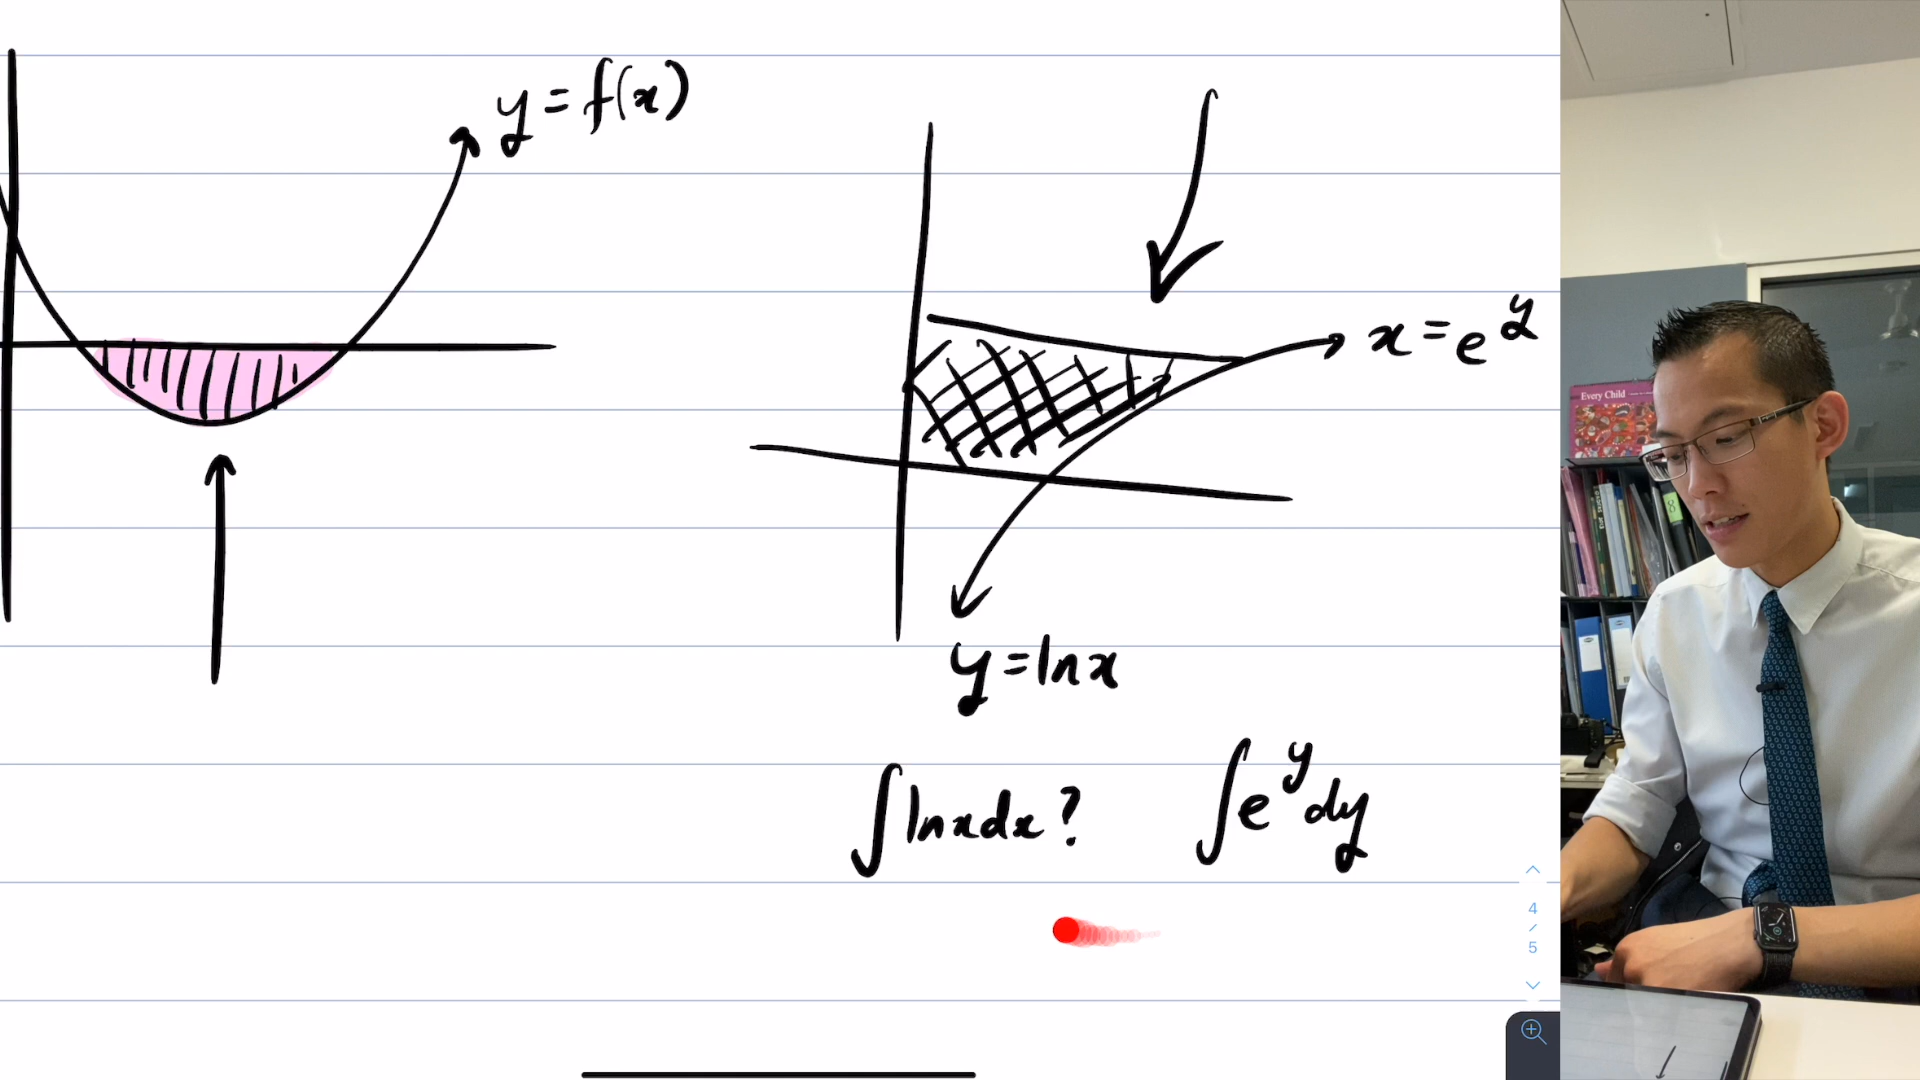 y = f(x)
x = e^y
y = ln x
∫ ln x dx ?
∫ e^y dy
4
/
5
Every Child